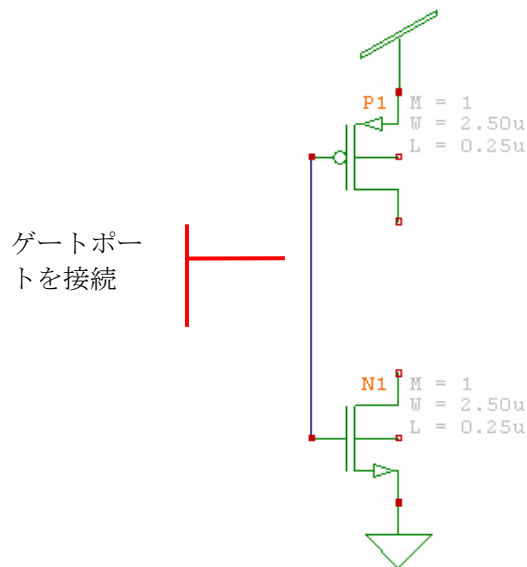 P1
M = 1
W = 2.50u
L = 0.25u
ゲートポー
トを接続
N1
M = 1
W = 2.50u
L = 0.25u